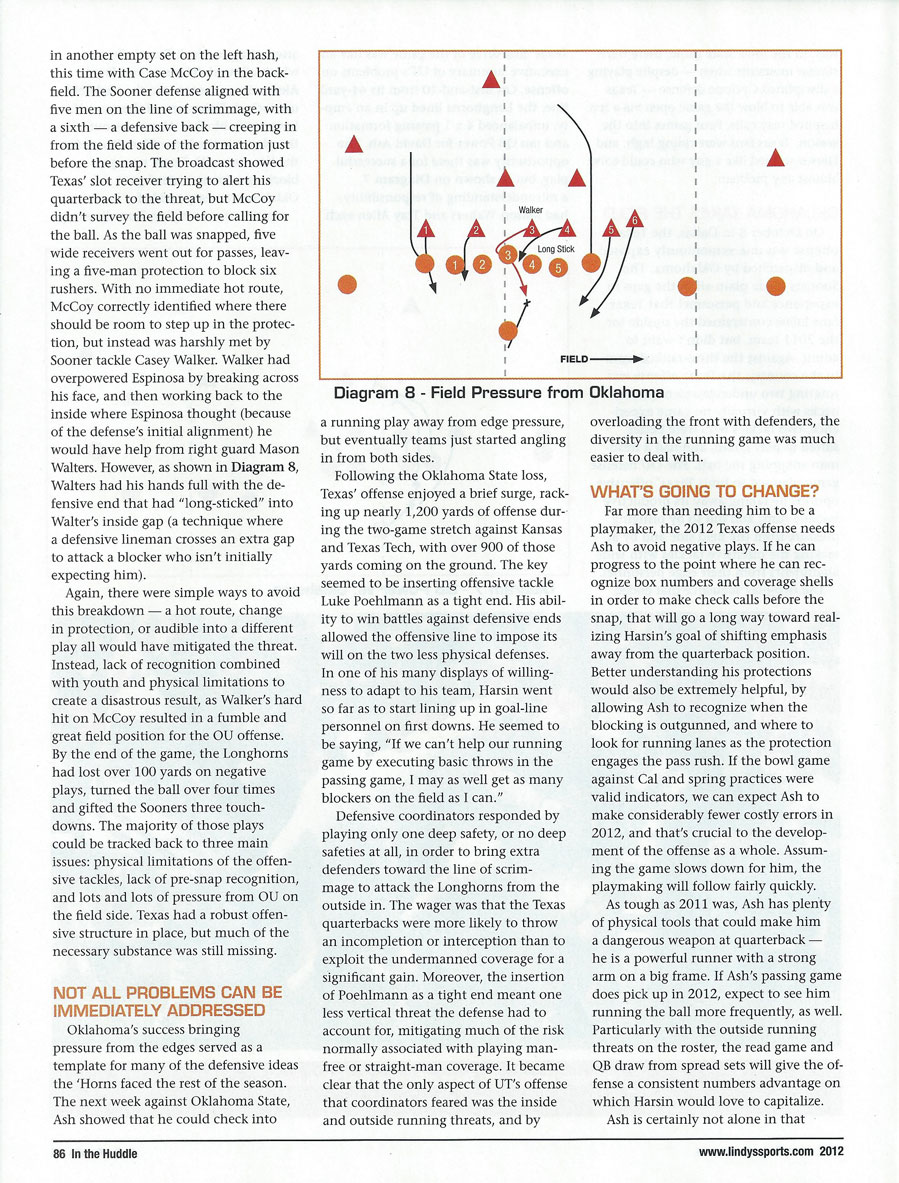 in another empty set on the left hash,
this time with Case McCoy in the back-
field. The Sooner defense aligned with
five men on the line of scrimmage, with
a sixth — a defensive back — creeping in
from the field side of the formation just
before the snap. The broadcast showed
Texas’ slot receiver trying to alert his
quarterback to the threat, but McCoy
didn’t survey the field before calling for
the ball. As the ball was snapped, five
wide receivers went out for passes, leav-
ing a five-man protection to block six
rushers. With no immediate hot route,
McCoy correctly identified where there
should be room to step up in the protec-
tion, but instead was harshly met by
Sooner tackle Casey Walker. Walker had
overpowered Espinosa by breaking across
his face, and then working back to the
inside where Espinosa thought (because
of the defense’s initial alignment) he
would have help from right guard Mason
Walters. However, as shown in Diagram 8,
Walters had his hands full with the de-
fensive end that had “long-sticked” into
Walter’s inside gap (a technique where
a defensive lineman crosses an extra gap
to attack a blocker who isn’t initially
expecting him).
Again, there were simple ways to avoid
this breakdown — a hot route, change
in protection, or audible into a different
play all would have mitigated the threat.
Instead, lack of recognition combined
with youth and physical limitations to
create a disastrous result, as Walker’s hard
hit on McCoy resulted in a fumble and
great field position for the OU offense.
By the end of the game, the Longhorns
had lost over 100 yards on negative
plays, turned the ball over four times
and gifted the Sooners three touch-
downs. The majority of those plays
could be tracked back to three main
issues: physical limitations of the offen-
sive tackles, lack of pre-snap recognition,
and lots and lots of pressure from OU on
the field side. Texas had a robust offen-
sive structure in place, but much of the
necessary substance was still missing.
NOT ALL PROBLEMS CAN BE
IMMEDIATELY ADDRESSED
Oklahoma’s success bringing
pressure from the edges served as a
template for many of the defensive ideas
the ‘Horns faced the rest of the season.
The next week against Oklahoma State,
Ash showed that he could check into
Walker
1 2 3 4 5 6
Long Stick
1 2 3 4 5
FIELD
Diagram 8 - Field Pressure from Oklahoma
a running play away from edge pressure,
but eventually teams just started angling
in from both sides.
Following the Oklahoma State loss,
Texas’ offense enjoyed a brief surge, rack-
ing up nearly 1,200 yards of offense dur-
ing the two-game stretch against Kansas
and Texas Tech, with over 900 of those
yards coming on the ground. The key
seemed to be inserting offensive tackle
Luke Poehlmann as a tight end. His abil-
ity to win battles against defensive ends
allowed the offensive line to impose its
will on the two less physical defenses.
In one of his many displays of willing-
ness to adapt to his team, Harsin went
so far as to start lining up in goal-line
personnel on first downs. He seemed to
be saying, “If we can’t help our running
game by executing basic throws in the
passing game, I may as well get as many
blockers on the field as I can.”
Defensive coordinators responded by
playing only one deep safety, or no deep
safeties at all, in order to bring extra
defenders toward the line of scrim-
mage to attack the Longhorns from the
outside in. The wager was that the Texas
quarterbacks were more likely to throw
an incompletion or interception than to
exploit the undermanned coverage for a
significant gain. Moreover, the insertion
of Poehlmann as a tight end meant one
less vertical threat the defense had to
account for, mitigating much of the risk
normally associated with playing man-
free or straight-man coverage. It became
clear that the only aspect of UT’s offense
that coordinators feared was the inside
and outside running threats, and by
overloading the front with defenders, the
diversity in the running game was much
easier to deal with.
WHAT’S GOING TO CHANGE?
Far more than needing him to be a
playmaker, the 2012 Texas offense needs
Ash to avoid negative plays. If he can
progress to the point where he can rec-
ognize box numbers and coverage shells
in order to make check calls before the
snap, that will go a long way toward real-
izing Harsin’s goal of shifting emphasis
away from the quarterback position.
Better understanding his protections
would also be extremely helpful, by
allowing Ash to recognize when the
blocking is outgunned, and where to
look for running lanes as the protection
engages the pass rush. If the bowl game
against Cal and spring practices were
valid indicators, we can expect Ash to
make considerably fewer costly errors in
2012, and that’s crucial to the develop-
ment of the offense as a whole. Assum-
ing the game slows down for him, the
playmaking will follow fairly quickly.
As tough as 2011 was, Ash has plenty
of physical tools that could make him
a dangerous weapon at quarterback —
he is a powerful runner with a strong
arm on a big frame. If Ash’s passing game
does pick up in 2012, expect to see him
running the ball more frequently, as well.
Particularly with the outside running
threats on the roster, the read game and
QB draw from spread sets will give the of-
fense a consistent numbers advantage on
which Harsin would love to capitalize.
Ash is certainly not alone in that
86 In the Huddle
www.lindyssports.com 2012